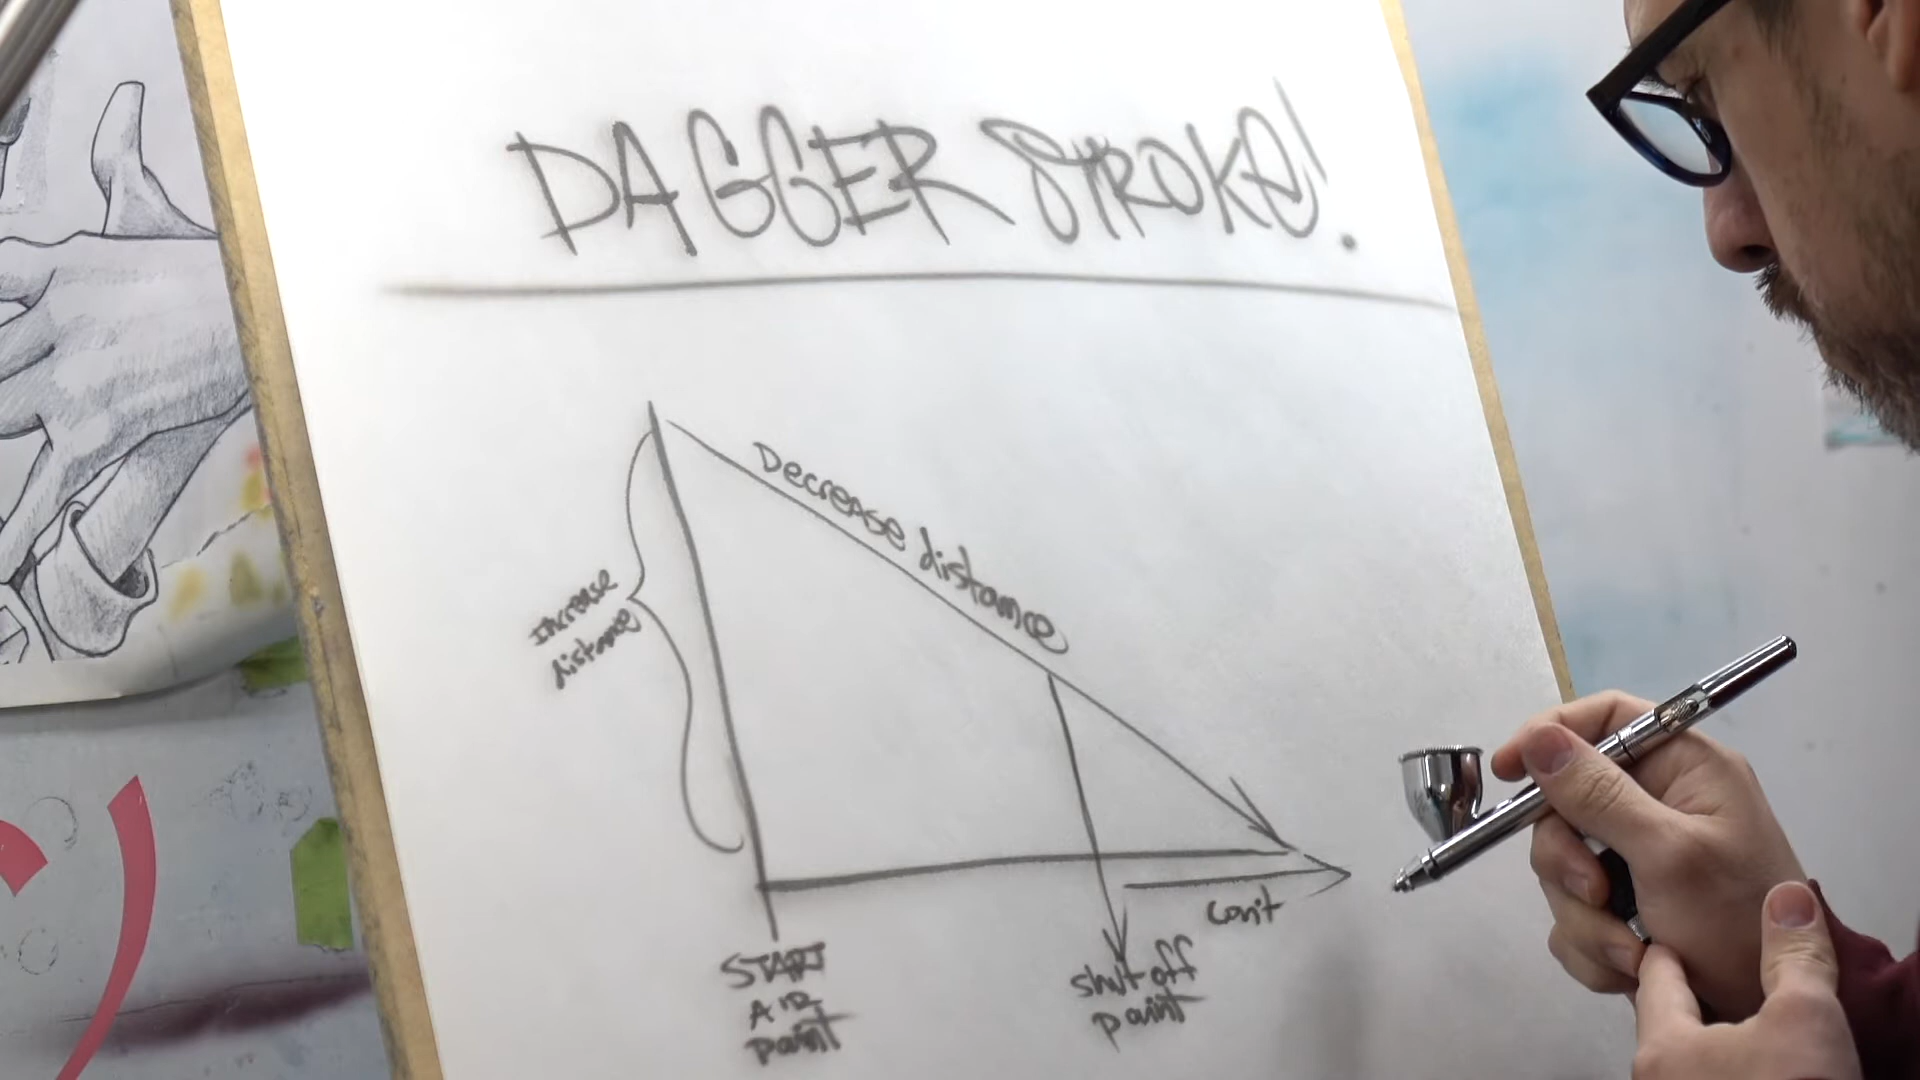 DAGGER STROKE!
Decrease distance
Increase
distance
con't
START
AIR
paint
shut off
paint